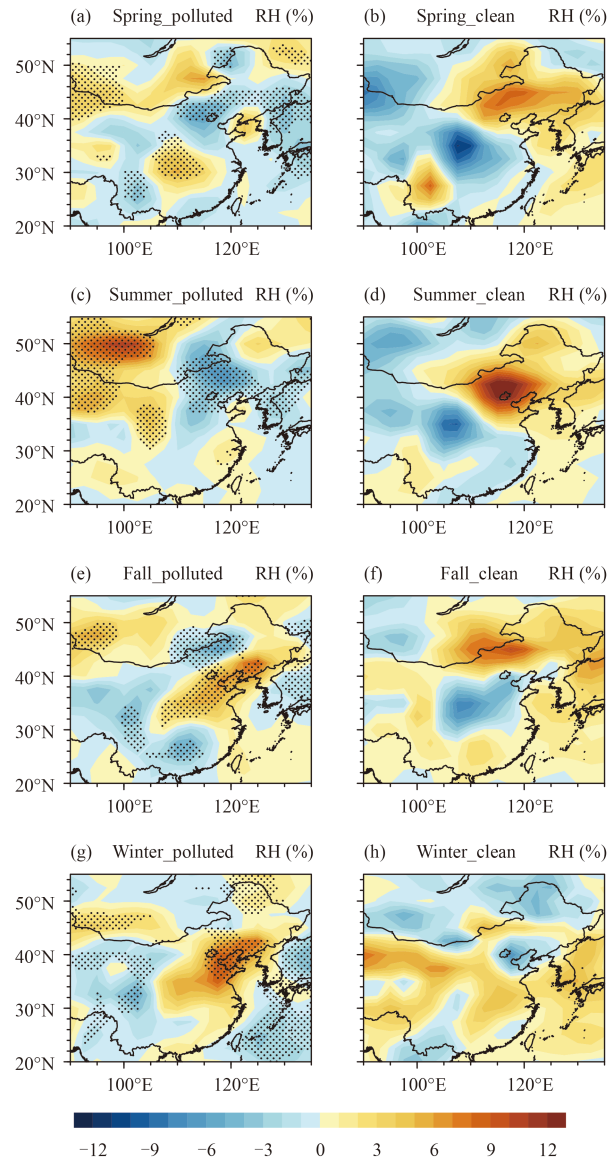 (a) Spring_polluted RH (%) (b) Spring_clean RH (%)
50°N
40°N
30°N
20°N
100°E 120°E 100°E 120°E
(c) Summer_polluted RH (%) (d) Summer_clean RH (%)
50°N
40°N
30°N
20°N
100°E 120°E 100°E 120°E
(e) Fall_polluted RH (%) (f) Fall_clean RH (%)
50°N
40°N
30°N
20°N
100°E 120°E 100°E 120°E
(g) Winter_polluted RH (%) (h) Winter_clean RH (%)
50°N
40°N
30°N
20°N
100°E 120°E 100°E 120°E
−12 −9 −6 −3 0 3 6 9 12